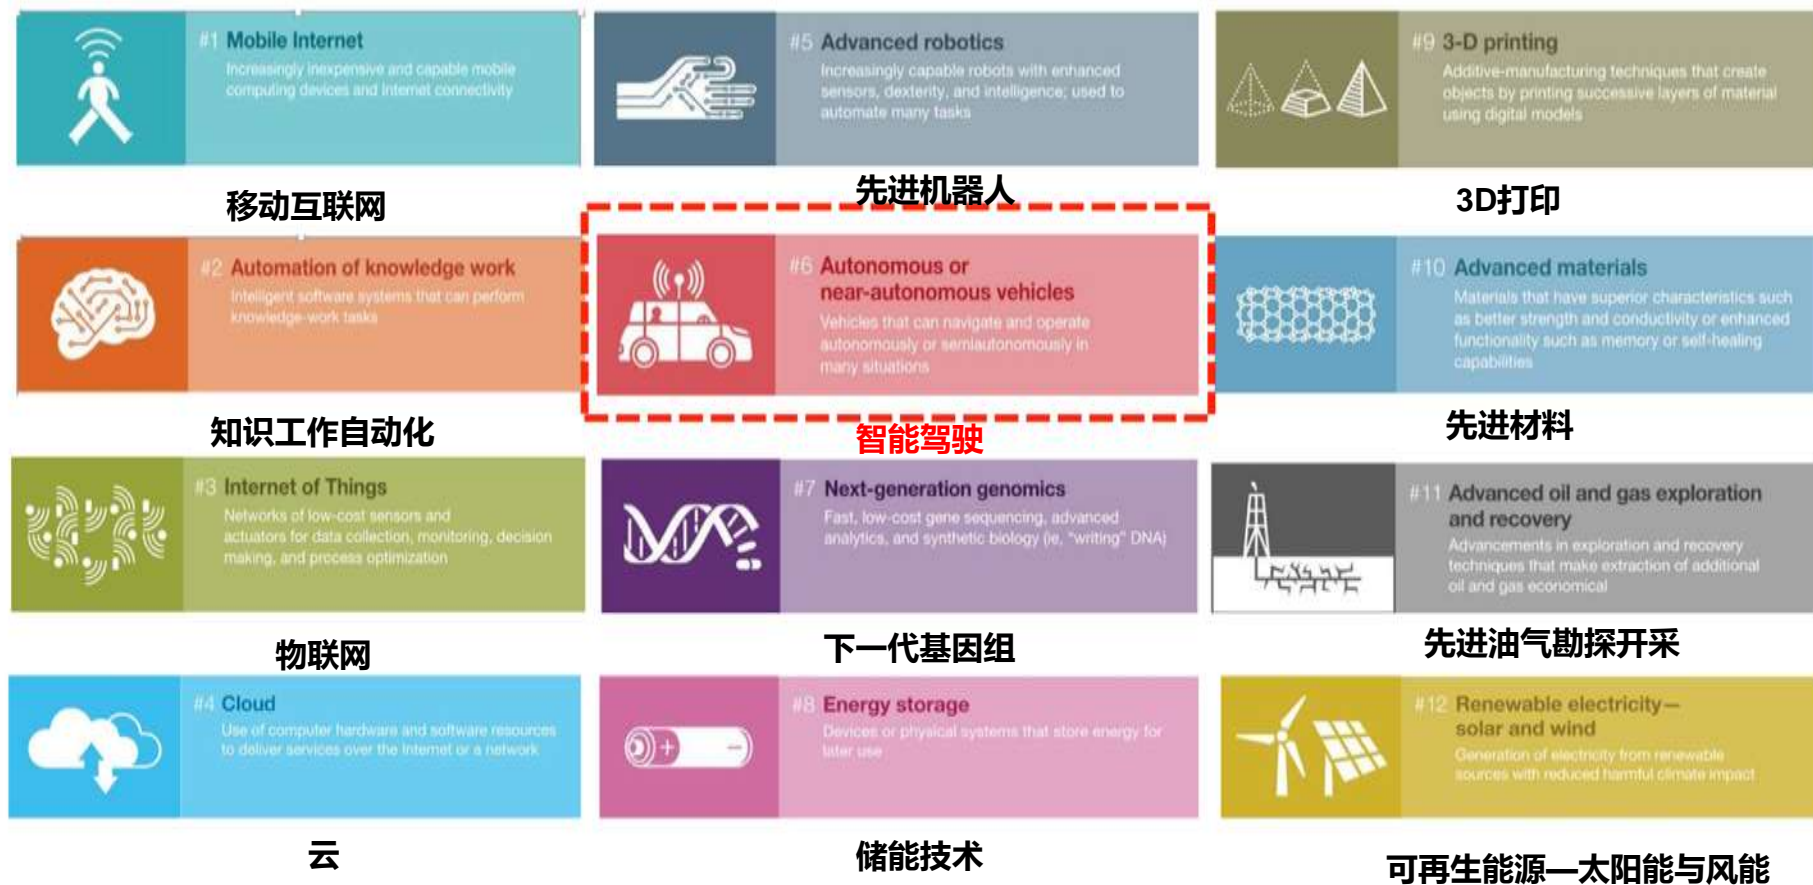 #1 Mobile Internet
Increasingly inexpensive and capable mobile
computing devices and Internet connectivity
移动互联网
#2 Automation of knowledge work
Intelligent software systems that can perform
knowledge-work tasks
知识工作自动化
#3 Internet of Things
Networks of low-cost sensors and
actuators for data collection, monitoring, decision
making, and process optimization
物联网
#4 Cloud
Use of computer hardware and software resources
to deliver services over the Internet or a network
云
#5 Advanced robotics
Increasingly capable robots with enhanced
sensors, dexterity, and intelligence; used to
automate many tasks
先进机器人
#6 Autonomous or
near-autonomous vehicles
Vehicles that can navigate and operate
autonomously or semiautonomously in
many situations
智能驾驶
#7 Next-generation genomics
Fast, low-cost gene sequencing, advanced
analytics, and synthetic biology (ie, "writing" DNA)
下一代基因组
#8 Energy storage
Devices or physical systems that store energy for
later use
储能技术
#9 3-D printing
Additive-manufacturing techniques that create
objects by printing successive layers of material
using digital models
3D打印
#10 Advanced materials
Materials that have superior characteristics such
as better strength and conductivity or enhanced
functionality such as memory or self-healing
capabilities
先进材料
#11 Advanced oil and gas exploration
and recovery
Advancements in exploration and recovery
techniques that make extraction of additional
oil and gas economical
先进油气勘探开采
#12 Renewable electricity—
solar and wind
Generation of electricity from renewable
sources with reduced harmful climate impact
可再生能源—太阳能与风能